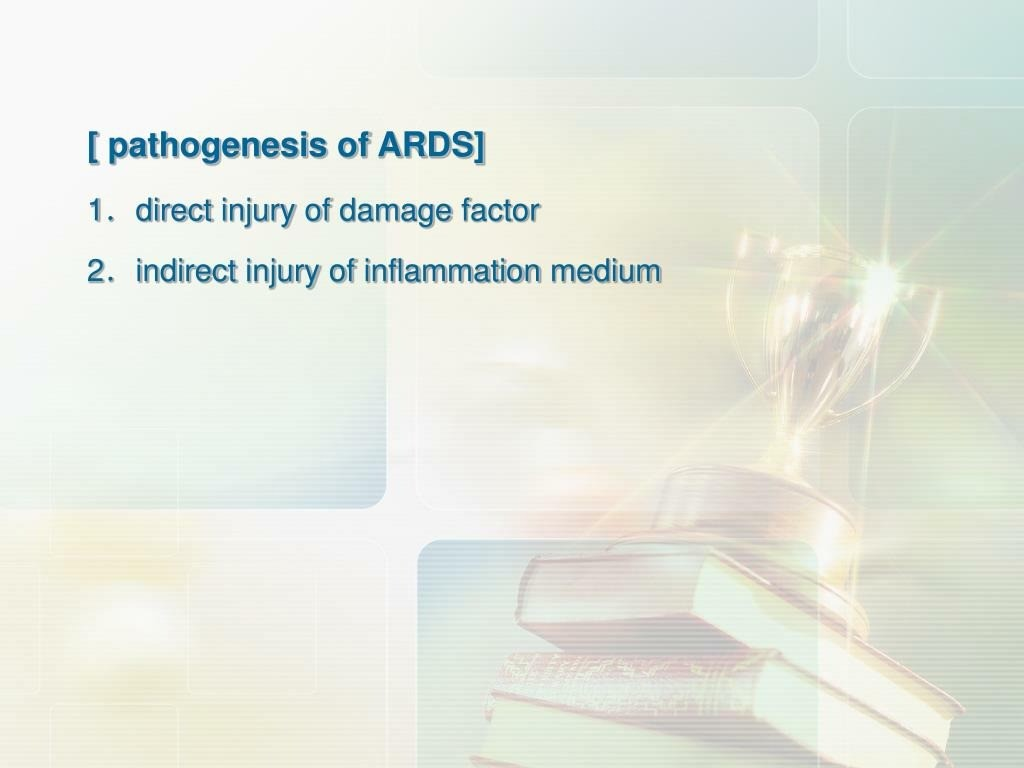 [ pathogenesis of ARDS]
1. direct injury of damage factor
2. indirect injury of inflammation medium